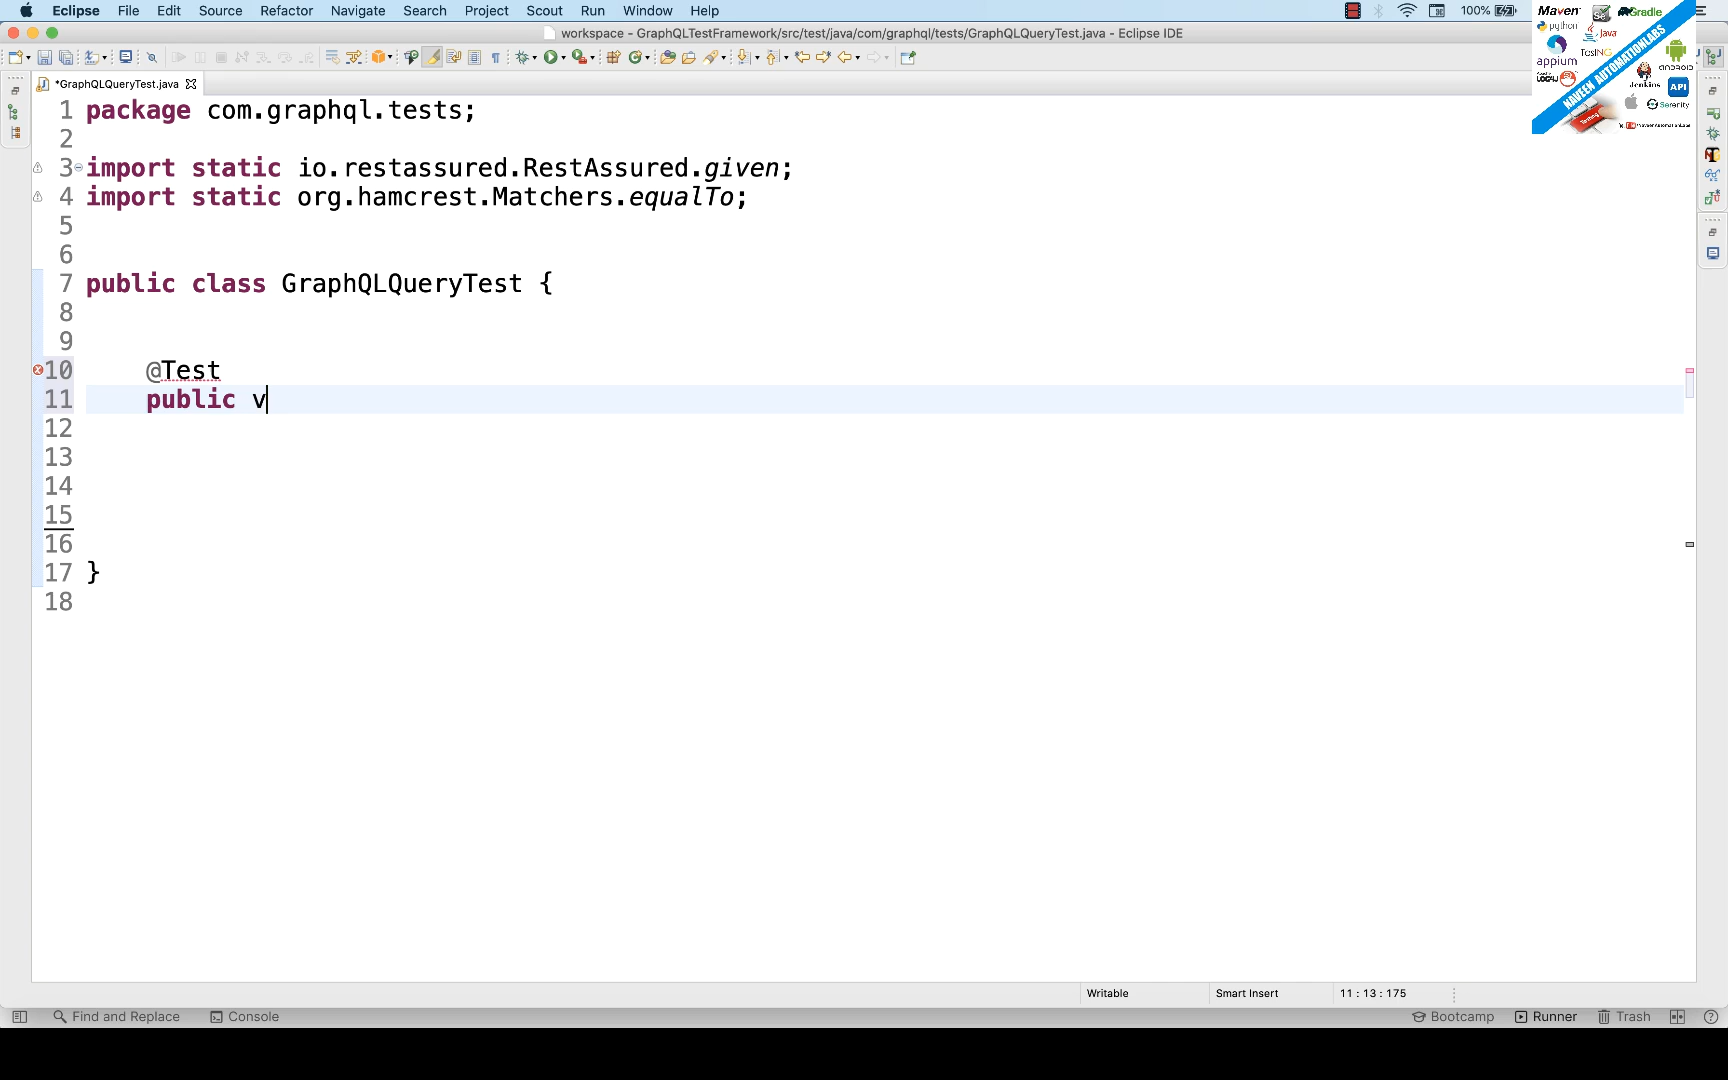 Eclipse File Edit Source Refactor Navigate Search Project Scout Run Window Help 100%
workspace - GraphQLTestFramework/src/test/java/com/graphql/tests/GraphQLQueryTest.java - Eclipse IDE
*GraphQLQueryTest.java
1 package com.graphql.tests;
2
3 import static io.restassured.RestAssured.given;
4 import static org.hamcrest.Matchers.equalTo;
5
6
7 public class GraphQLQueryTest {
8
9
10 @Test
11 public v
12
13
14
15
16
17 }
18
Maven Se Gradle
python Java
appium TestNG ANDROID
LOG4J Jenkins API
NAVEEN AUTOMATIONLABS
Testing Serenity
Writable Smart Insert 11 : 13 : 175
Find and Replace Console Bootcamp Runner Trash